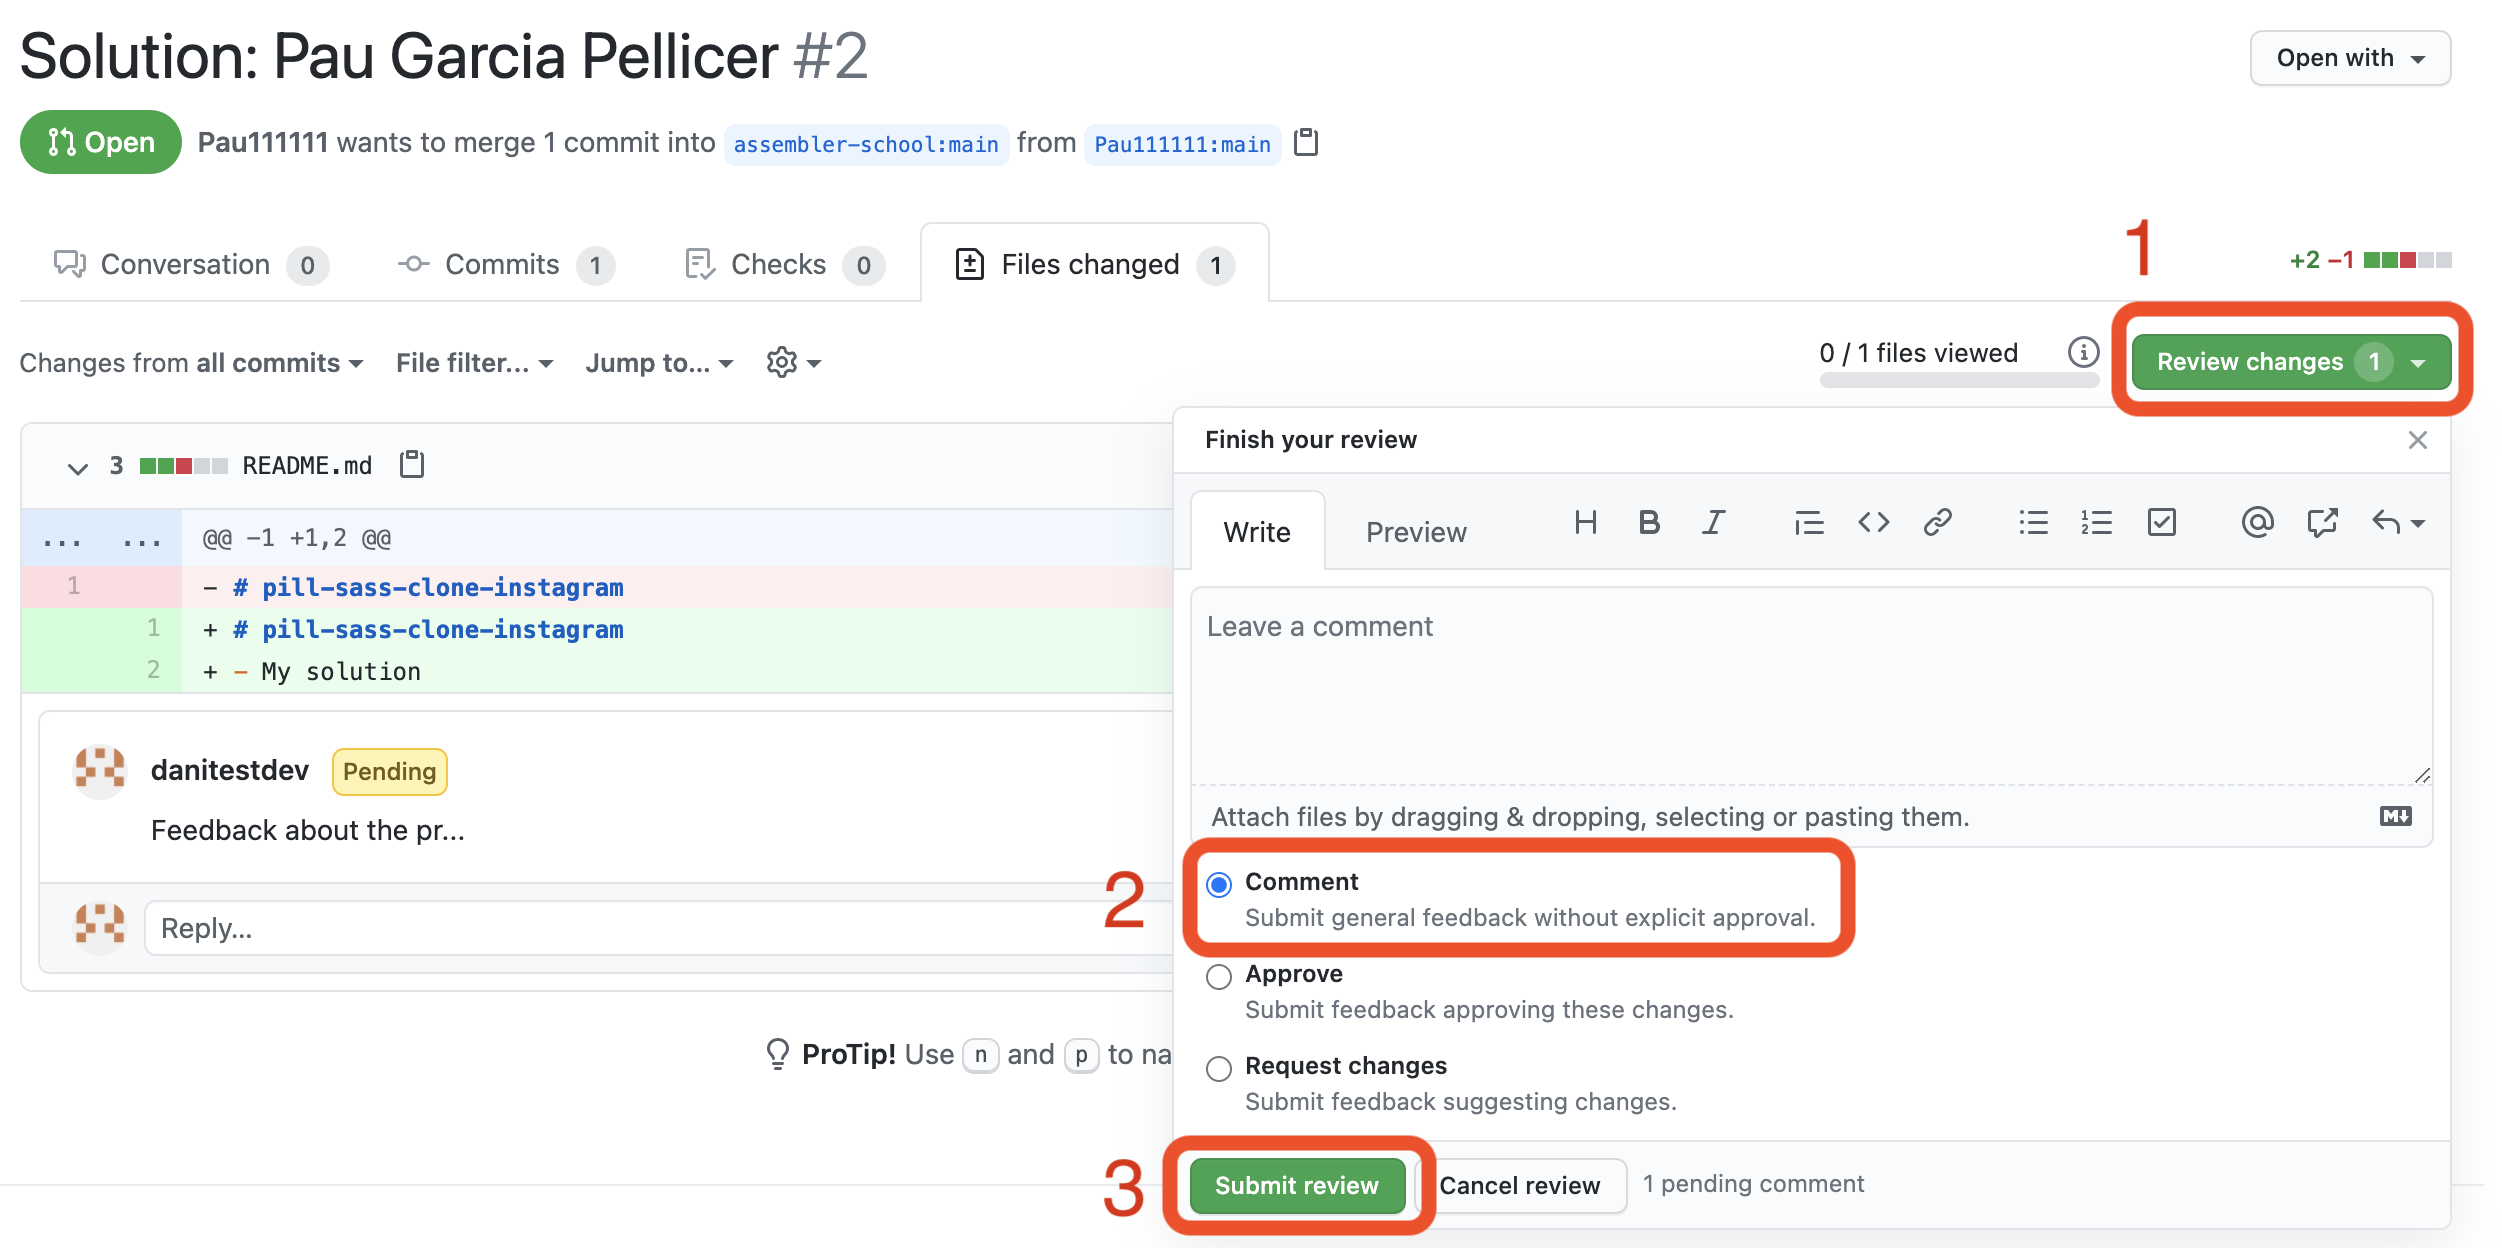 Solution: Pau Garcia Pellicer #2
Open with
Open Pau111111 wants to merge 1 commit into assembler-school:main from Pau111111:main
Conversation 0 Commits 1 Checks 0 Files changed 1
1
+2 −1
Changes from all commits File filter... Jump to...
0 / 1 files viewed
Review changes 1
3 README.md
... ... @@ -1 +1,2 @@
1 - # pill-sass-clone-instagram
1 + # pill-sass-clone-instagram
2 + - My solution
danitestdev Pending
Feedback about the pr...
Reply...
ProTip! Use n and p to na
Finish your review
Write Preview
Leave a comment
Attach files by dragging & dropping, selecting or pasting them.
2
Comment
Submit general feedback without explicit approval.
Approve
Submit feedback approving these changes.
Request changes
Submit feedback suggesting changes.
3
Submit review Cancel review 1 pending comment